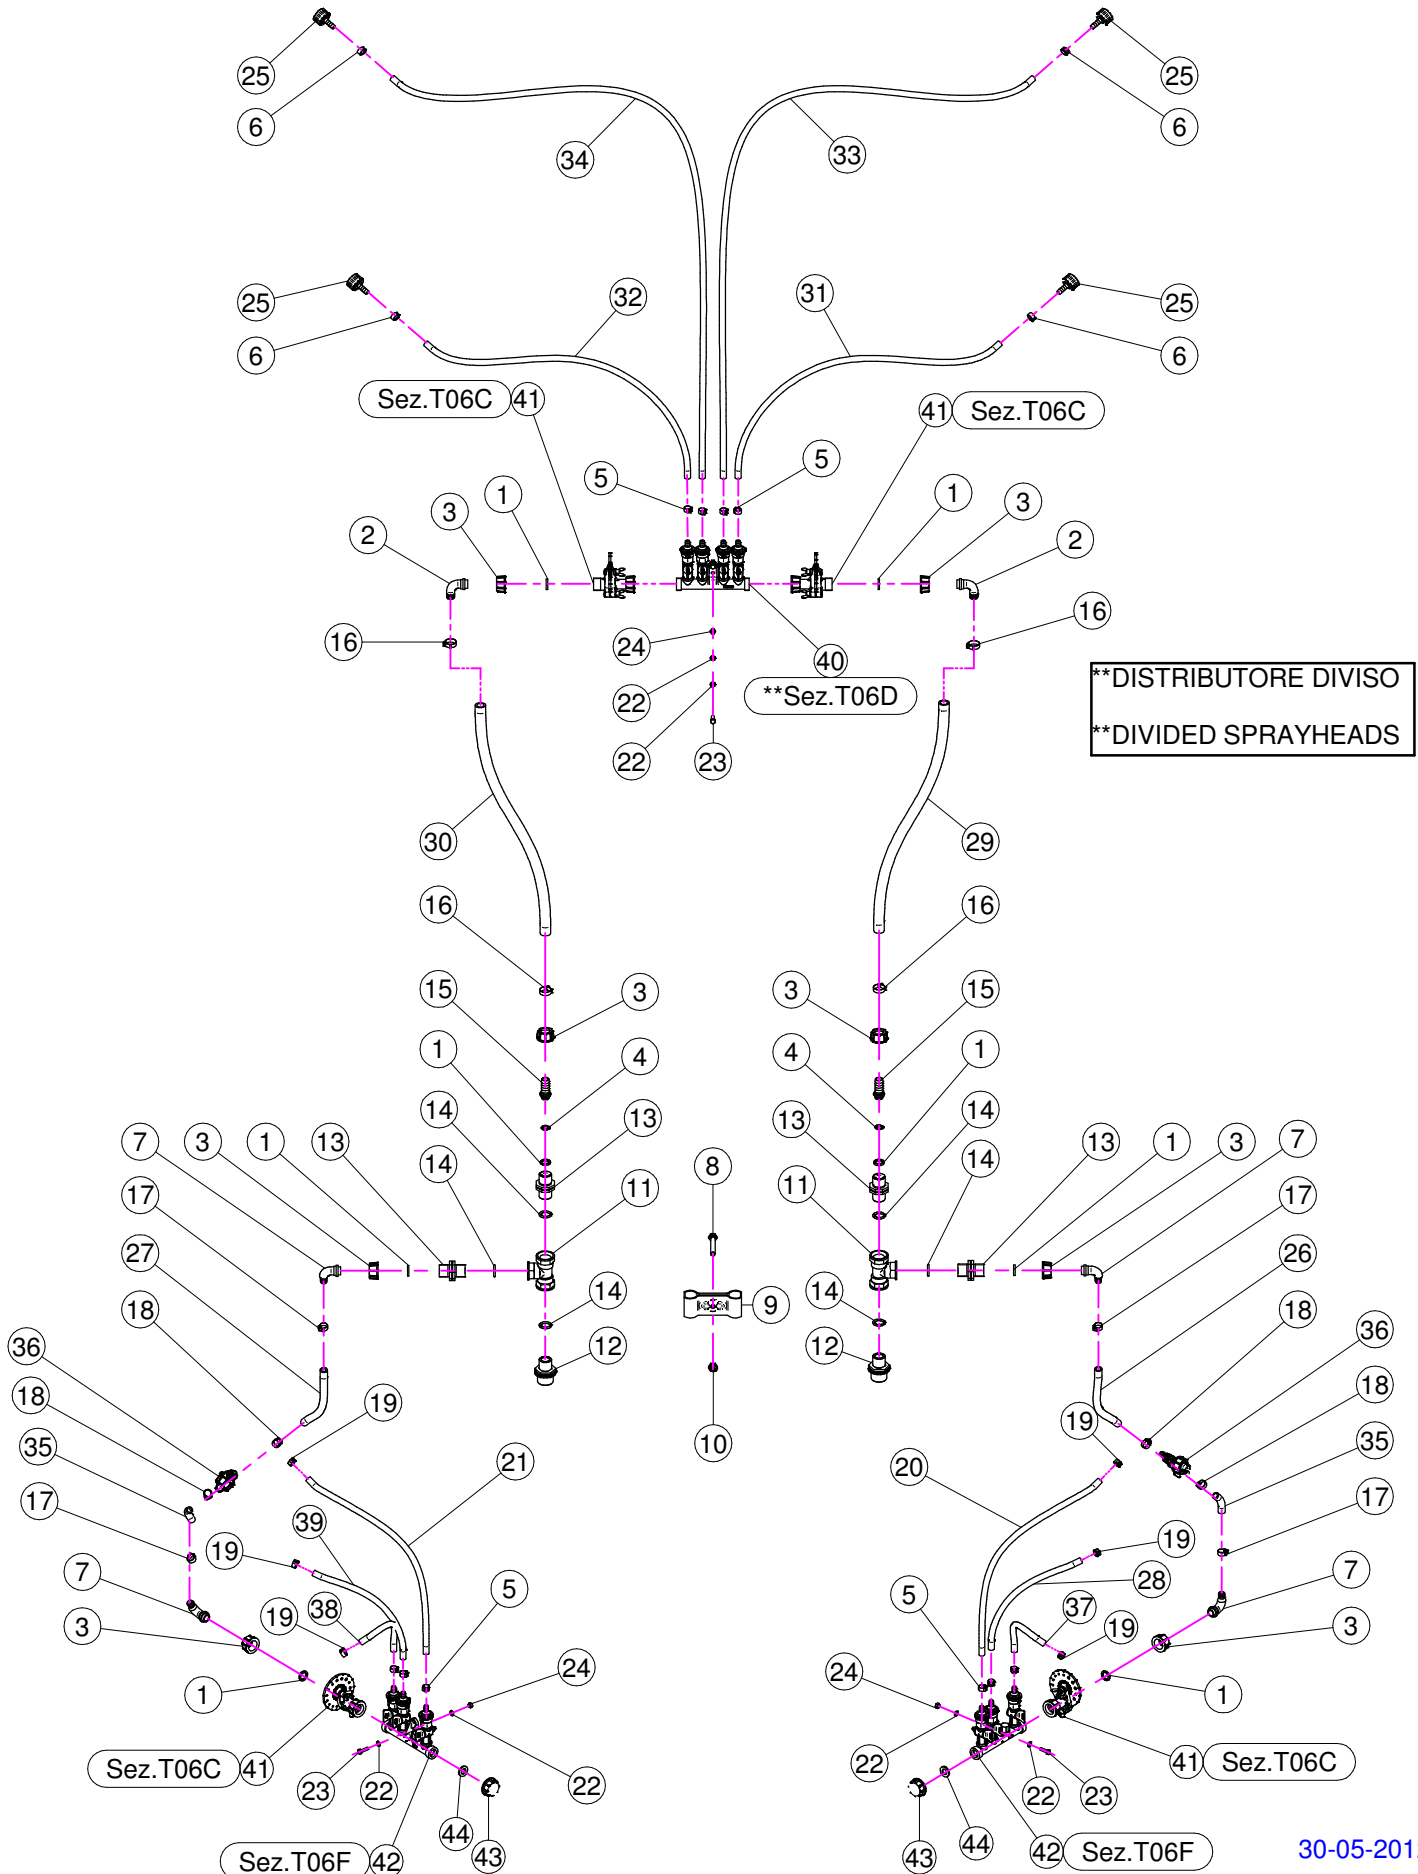 25 25
6 6
34 33
25 32 31 25
6 6
Sez.T06C 41 41 Sez.T06C
5 5
3 1 1 3
2 2
16 24 40 16
22 **Sez.T06D
22 23
**DISTRIBUTORE DIVISO
**DIVIDED SPRAYHEADS
30 29
16 16
15 3 3 15
1 4 4 1
14 13 13 14
7 3 1 13 14 8 14 13 1 3 7
17 11 11 17
27 26
18 14 9 14 18
36 12 12 36
18 19 19 18
35 10 35
21 20
17 39 17
19 19
7 5 28 7
38 5 37
3 19 19 3
24 24
1 1
Sez.T06C 41 41 Sez.T06C
23 22 22 22 22 23
44 43 43 44
Sez.T06F 42 42 Sez.T06F